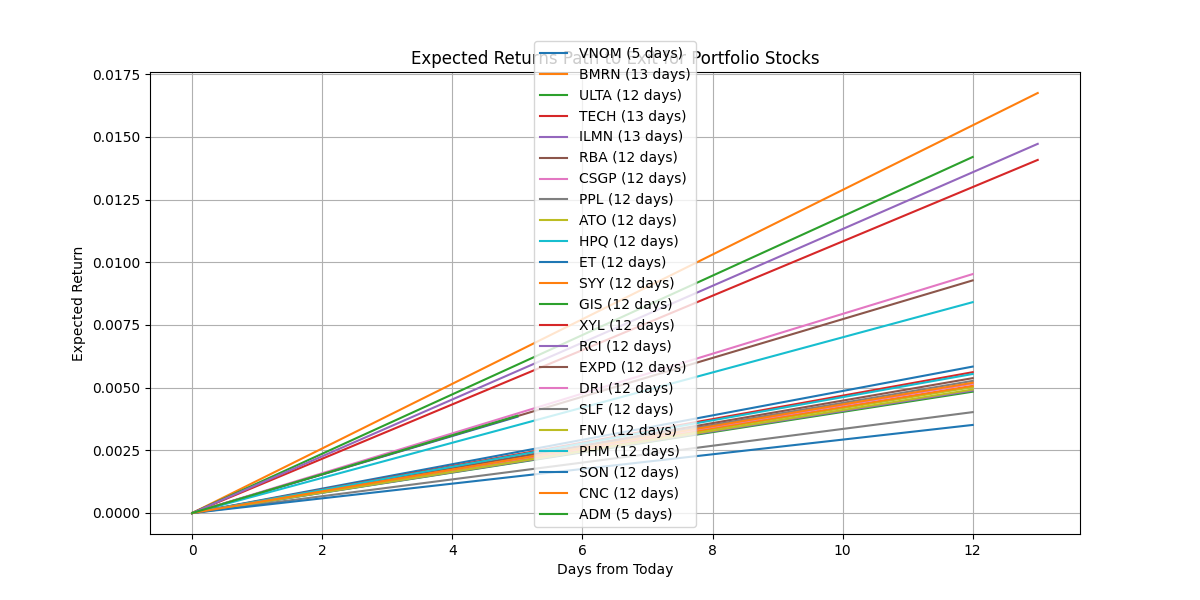 Expected Returns Path to Exit for Portfolio Stocks
VNOM (5 days)
BMRN (13 days)
ULTA (12 days)
TECH (13 days)
ILMN (13 days)
RBA (12 days)
CSGP (12 days)
PPL (12 days)
ATO (12 days)
HPQ (12 days)
ET (12 days)
SYY (12 days)
GIS (12 days)
XYL (12 days)
RCI (12 days)
EXPD (12 days)
DRI (12 days)
SLF (12 days)
FNV (12 days)
PHM (12 days)
SON (12 days)
CNC (12 days)
ADM (5 days)
Expected Return
0.0175
0.0150
0.0125
0.0100
0.0075
0.0050
0.0025
0.0000
0 2 4 6 8 10 12
Days from Today